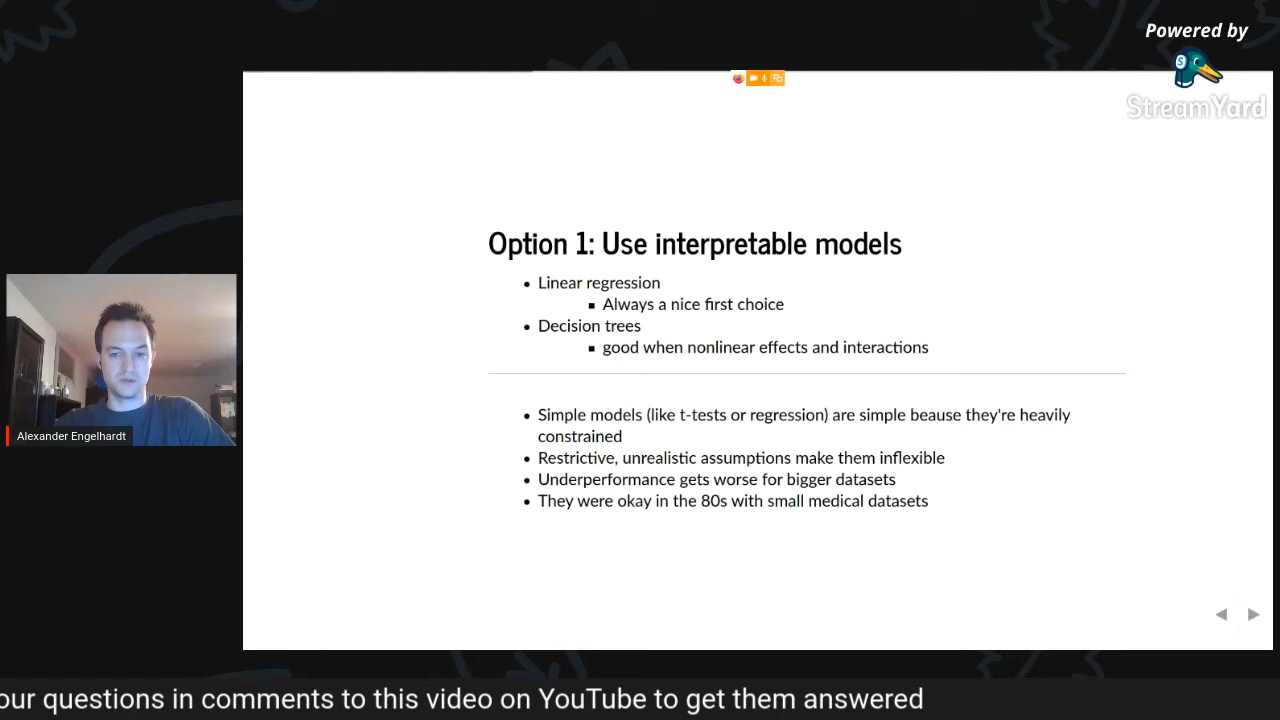 Powered by
StreamYard
Option 1: Use interpretable models
Linear regression
Always a nice first choice
Decision trees
good when nonlinear effects and interactions
Simple models (like t-tests or regression) are simple beause they're heavily
constrained
Restrictive, unrealistic assumptions make them inflexible
Underperformance gets worse for bigger datasets
They were okay in the 80s with small medical datasets
Alexander Engelhardt
our questions in comments to this video on YouTube to get them answered